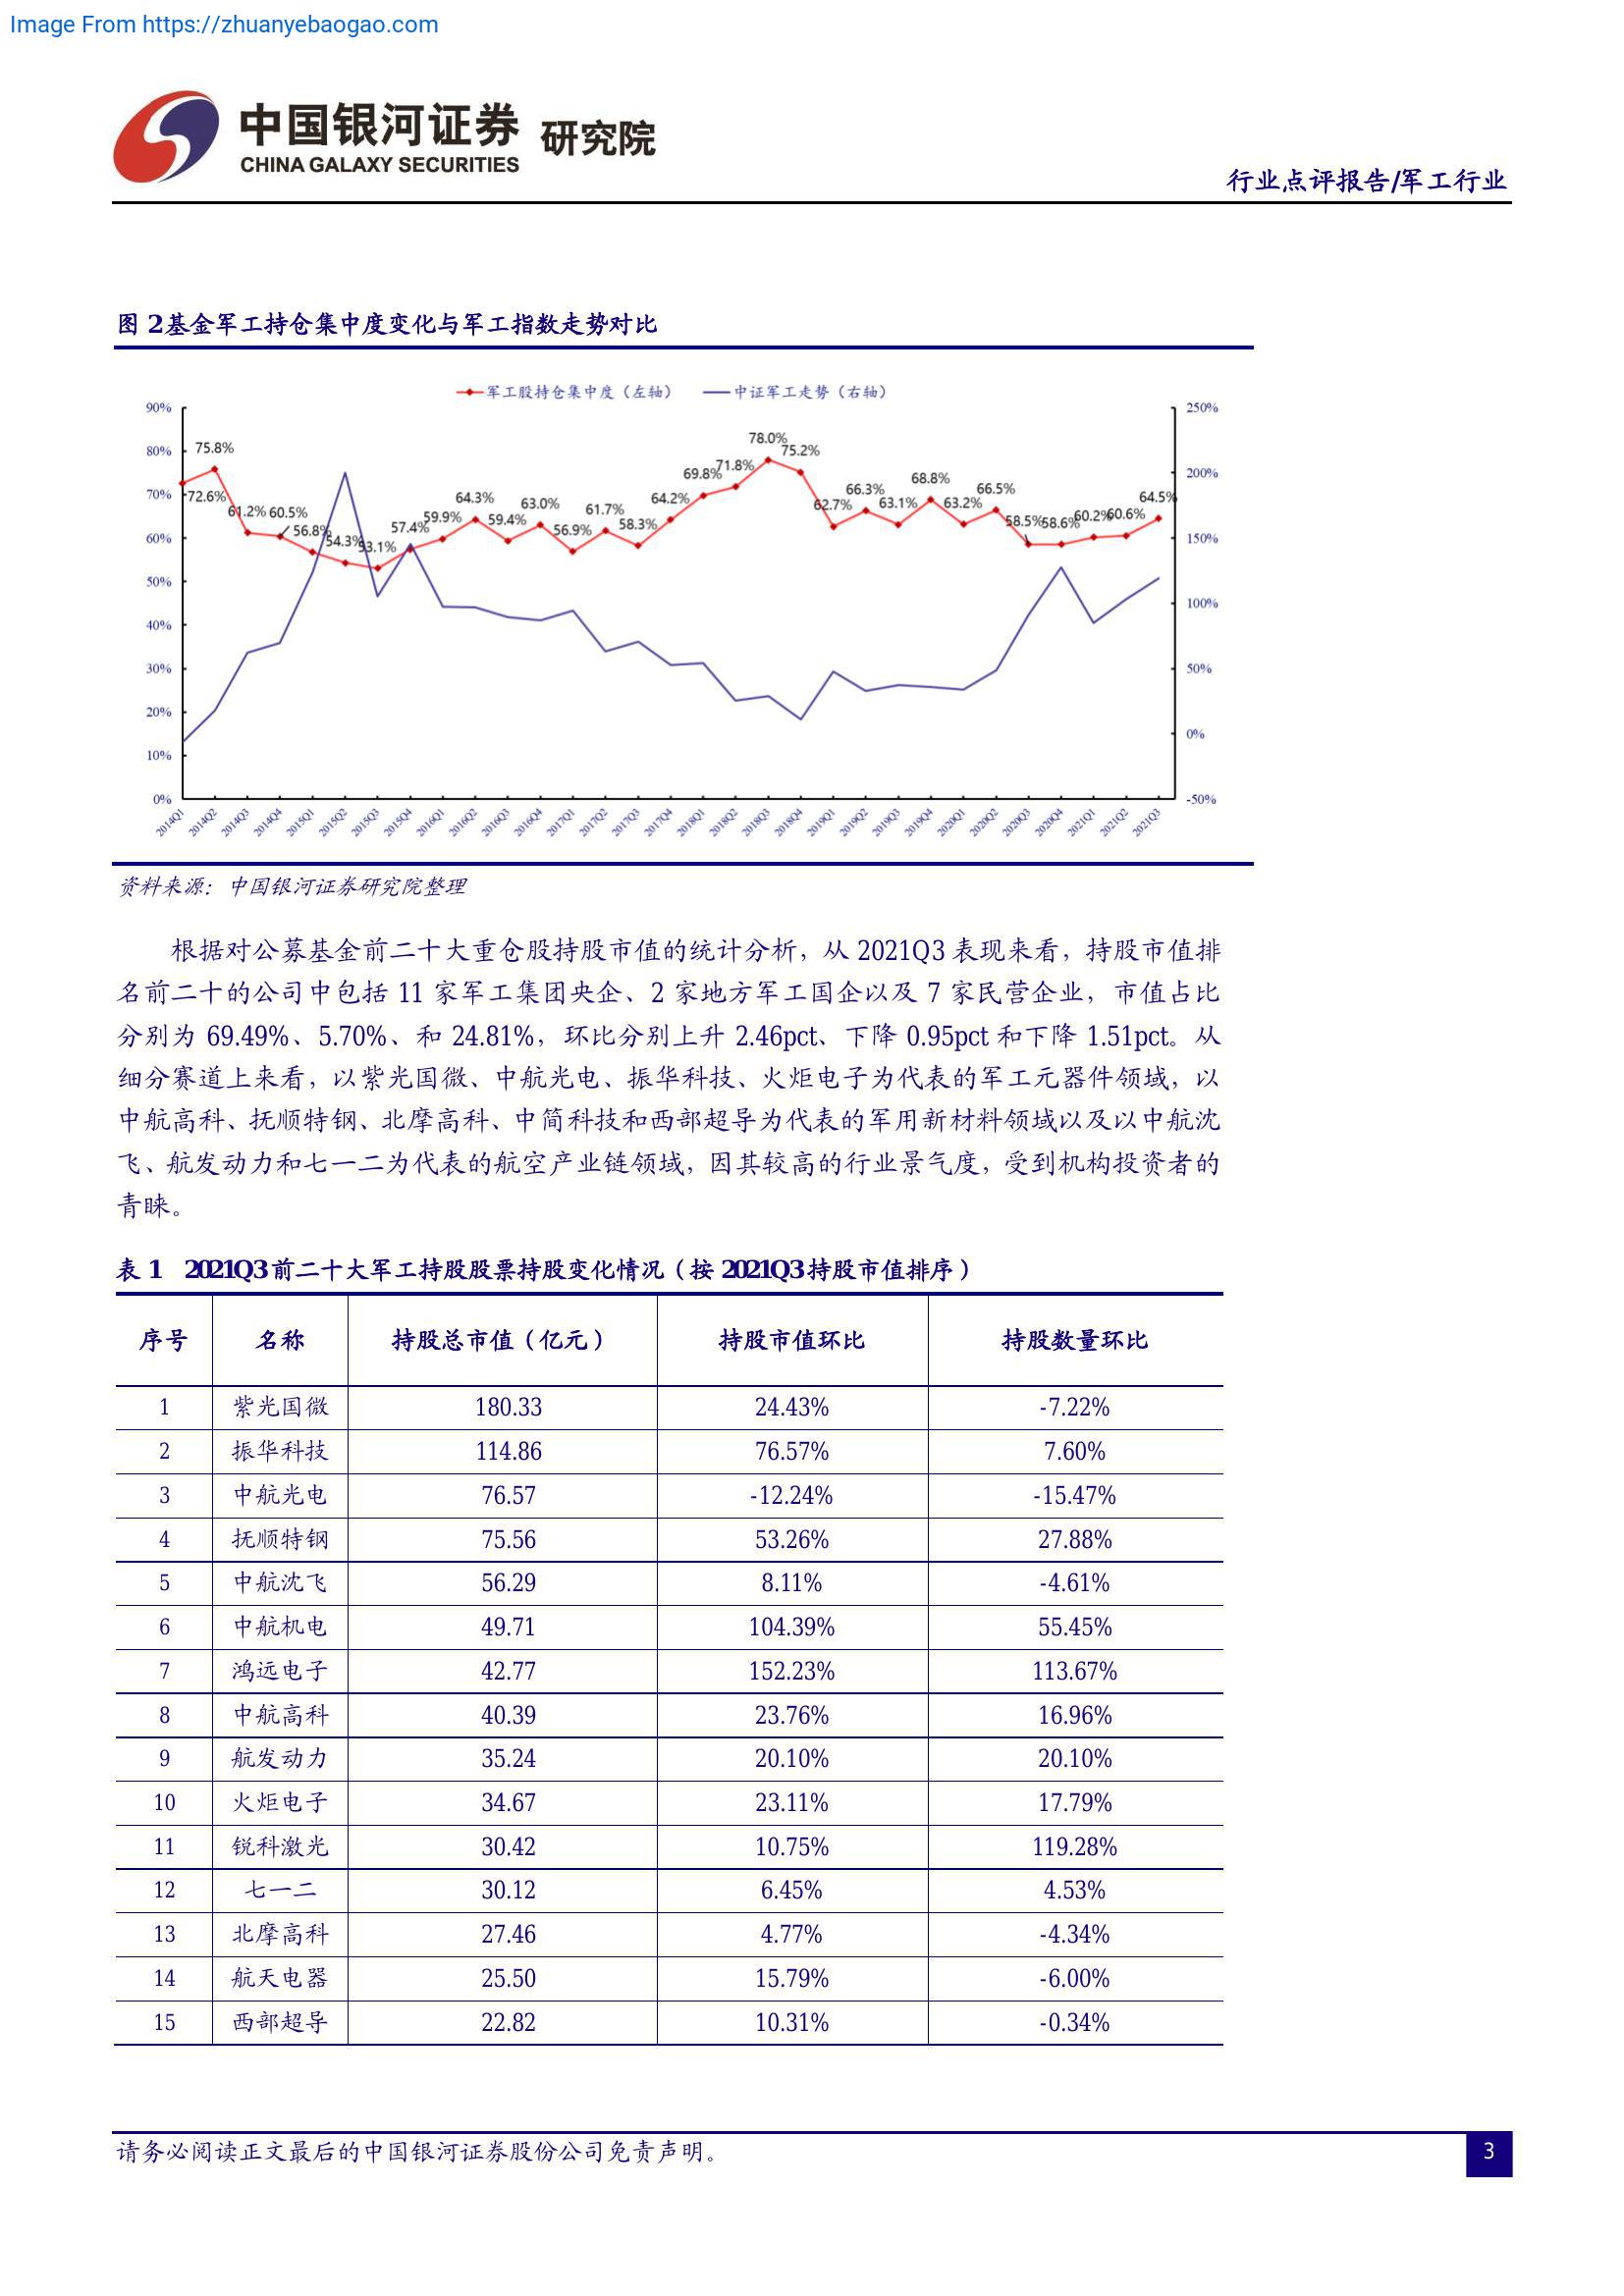 Image From https://zhuanyebaogao.com
中国银河证券 研究院
CHINA GALAXY SECURITIES
行业点评报告/军工行业
图 2基金军工持仓集中度变化与军工指数走势对比
军工股持仓集中度（左轴） 中证军工走势（右轴）
90% 80% 70% 60% 50% 40% 30% 20% 10% 0%
250% 200% 150% 100% 50% 0% -50%
72.6% 75.8% 61.2% 60.5% 56.8% 54.3% 53.1% 57.4% 59.9% 64.3% 59.4% 63.0% 56.9% 61.7% 58.3% 64.2% 69.8% 71.8% 78.0% 75.2% 62.7% 66.3% 63.1% 68.8% 63.2% 66.5% 58.5% 58.6% 60.2% 60.6% 64.5%
2014Q1 2014Q2 2014Q3 2014Q4 2015Q1 2015Q2 2015Q3 2015Q4 2016Q1 2016Q2 2016Q3 2016Q4 2017Q1 2017Q2 2017Q3 2017Q4 2018Q1 2018Q2 2018Q3 2018Q4 2019Q1 2019Q2 2019Q3 2019Q4 2020Q1 2020Q2 2020Q3 2020Q4 2021Q1 2021Q2 2021Q3
资料来源：中国银河证券研究院整理
根据对公募基金前二十大重仓股持股市值的统计分析，从 2021Q3 表现来看，持股市值排
名前二十的公司中包括 11 家军工集团央企、2 家地方军工国企以及 7 家民营企业，市值占比
分别为 69.49%、5.70%、和 24.81%，环比分别上升 2.46pct、下降 0.95pct 和下降 1.51pct。从
细分赛道上来看，以紫光国微、中航光电、振华科技、火炬电子为代表的军工元器件领域，以
中航高科、抚顺特钢、北摩高科、中简科技和西部超导为代表的军用新材料领域以及以中航沈
飞、航发动力和七一二为代表的航空产业链领域，因其较高的行业景气度，受到机构投资者的
青睐。
表 1 2021Q3前二十大军工持股股票持股变化情况（按 2021Q3持股市值排序）
序号 名称 持股总市值（亿元） 持股市值环比 持股数量环比
1 紫光国微 180.33 24.43% -7.22%
2 振华科技 114.86 76.57% 7.60%
3 中航光电 76.57 -12.24% -15.47%
4 抚顺特钢 75.56 53.26% 27.88%
5 中航沈飞 56.29 8.11% -4.61%
6 中航机电 49.71 104.39% 55.45%
7 鸿远电子 42.77 152.23% 113.67%
8 中航高科 40.39 23.76% 16.96%
9 航发动力 35.24 20.10% 20.10%
10 火炬电子 34.67 23.11% 17.79%
11 锐科激光 30.42 10.75% 119.28%
12 七一二 30.12 6.45% 4.53%
13 北摩高科 27.46 4.77% -4.34%
14 航天电器 25.50 15.79% -6.00%
15 西部超导 22.82 10.31% -0.34%
请务必阅读正文最后的中国银河证券股份公司免责声明。
3